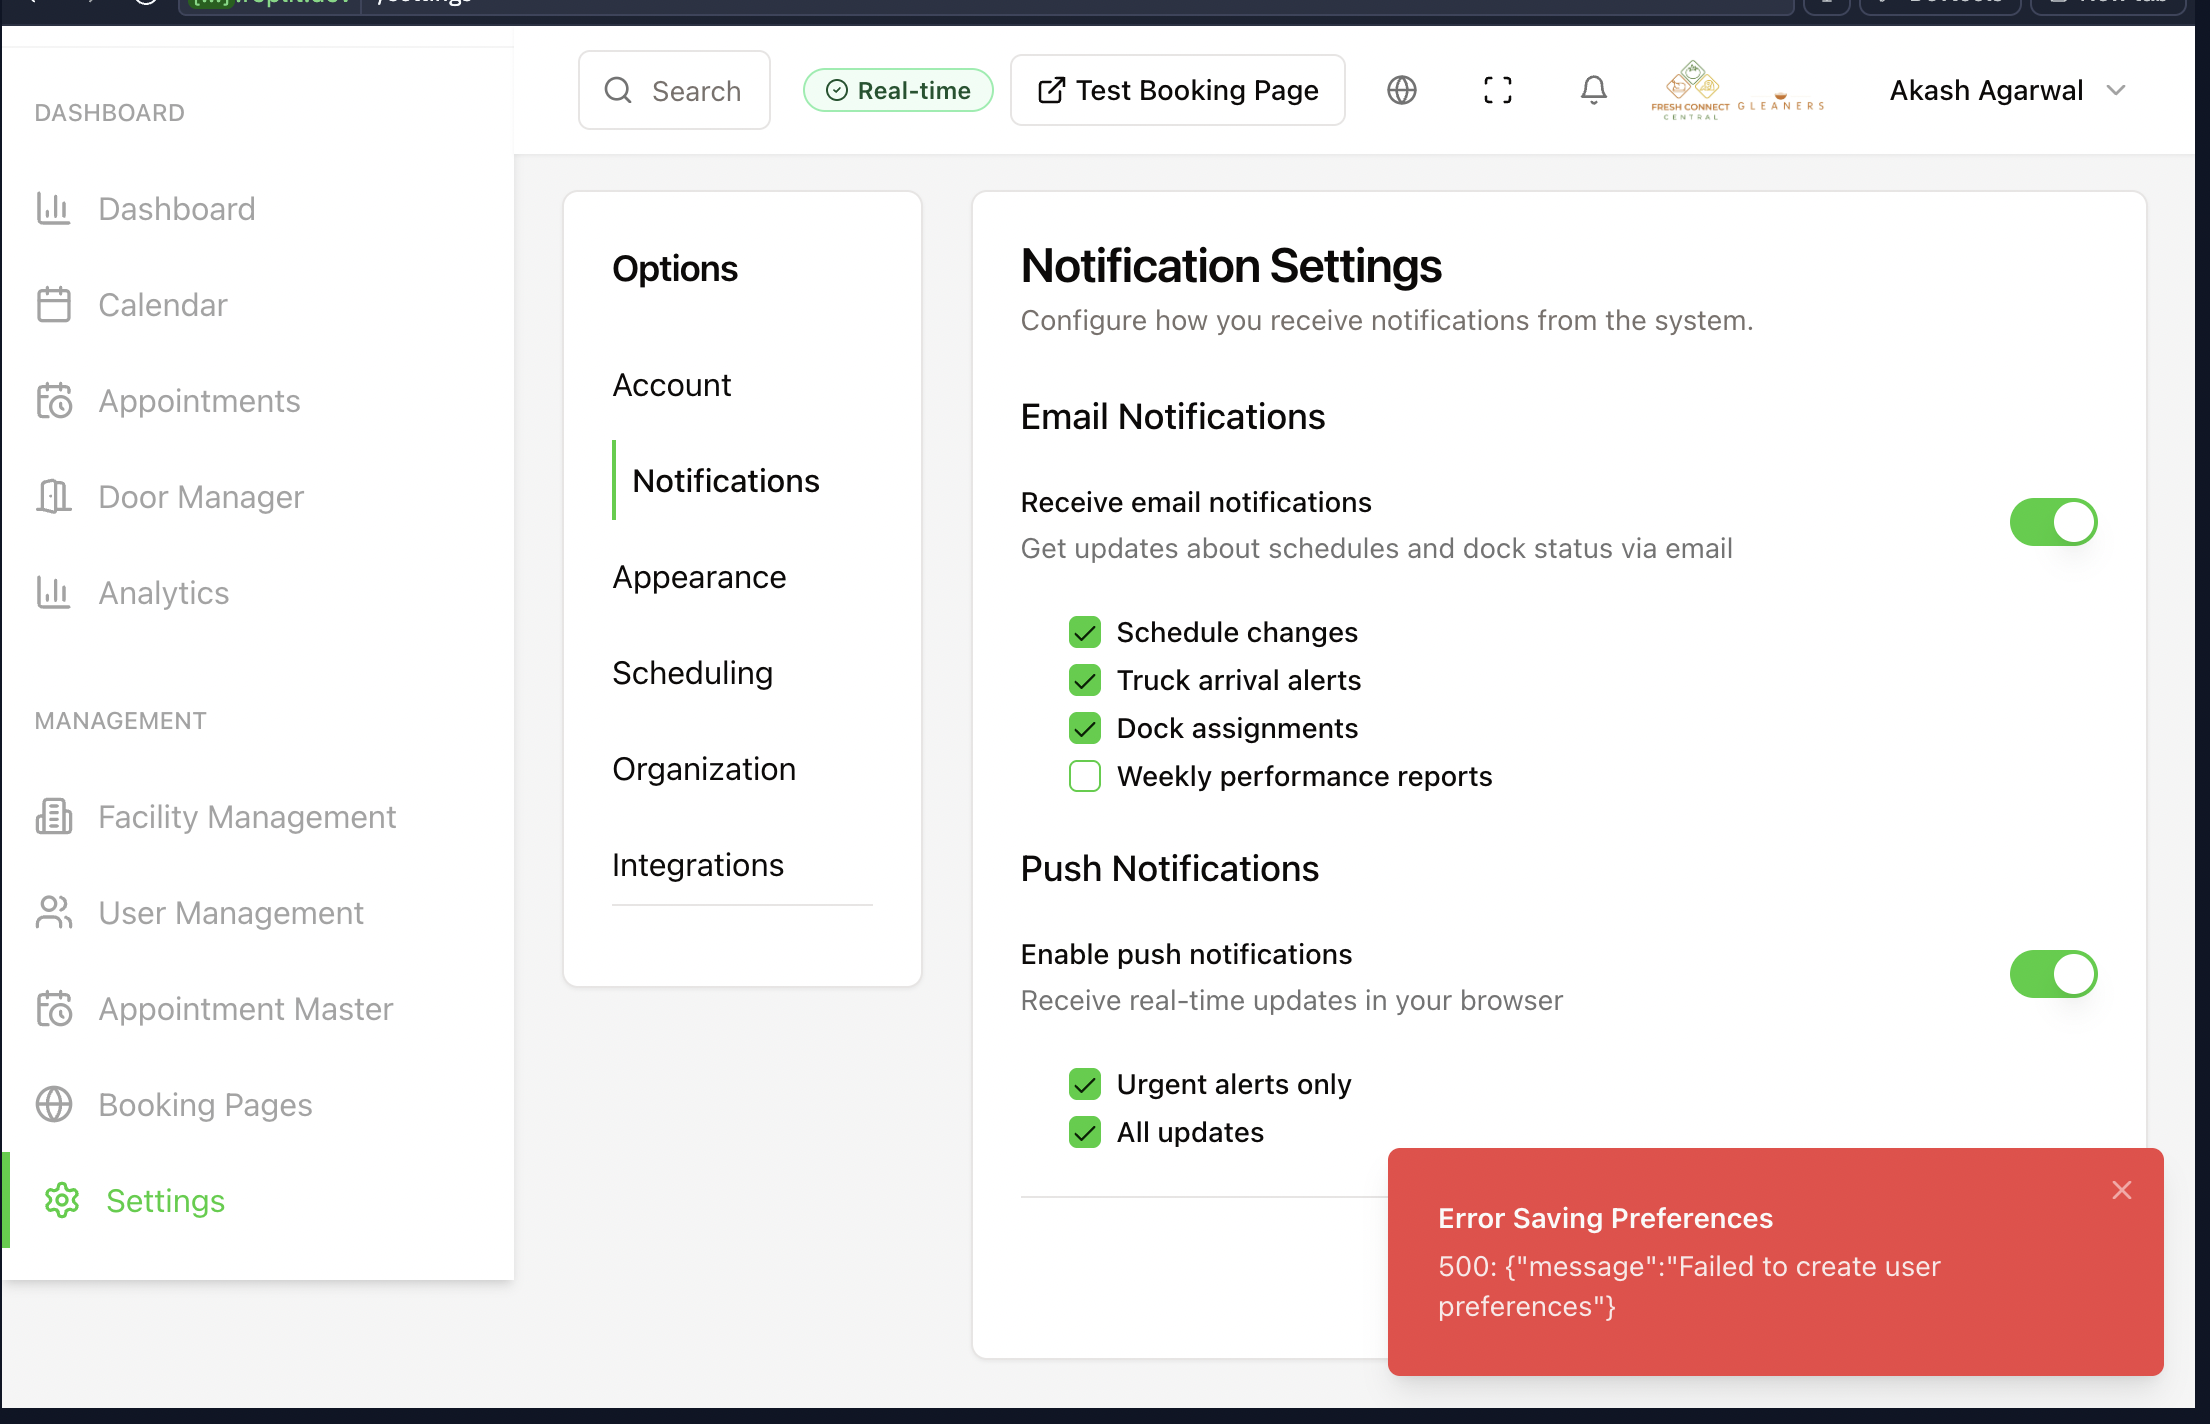 DASHBOARD
Dashboard
Calendar
Appointments
Door Manager
Analytics
MANAGEMENT
Facility Management
User Management
Appointment Master
Booking Pages
Settings
Search
Real-time
Test Booking Page
FRESH CONNECT
CENTRAL
GLEANERS
Akash Agarwal
Options
Account
Notifications
Appearance
Scheduling
Organization
Integrations
Notification Settings
Configure how you receive notifications from the system.
Email Notifications
Receive email notifications
Get updates about schedules and dock status via email
Schedule changes
Truck arrival alerts
Dock assignments
Weekly performance reports
Push Notifications
Enable push notifications
Receive real-time updates in your browser
Urgent alerts only
All updates
Error Saving Preferences
500: {"message":"Failed to create user
preferences"}